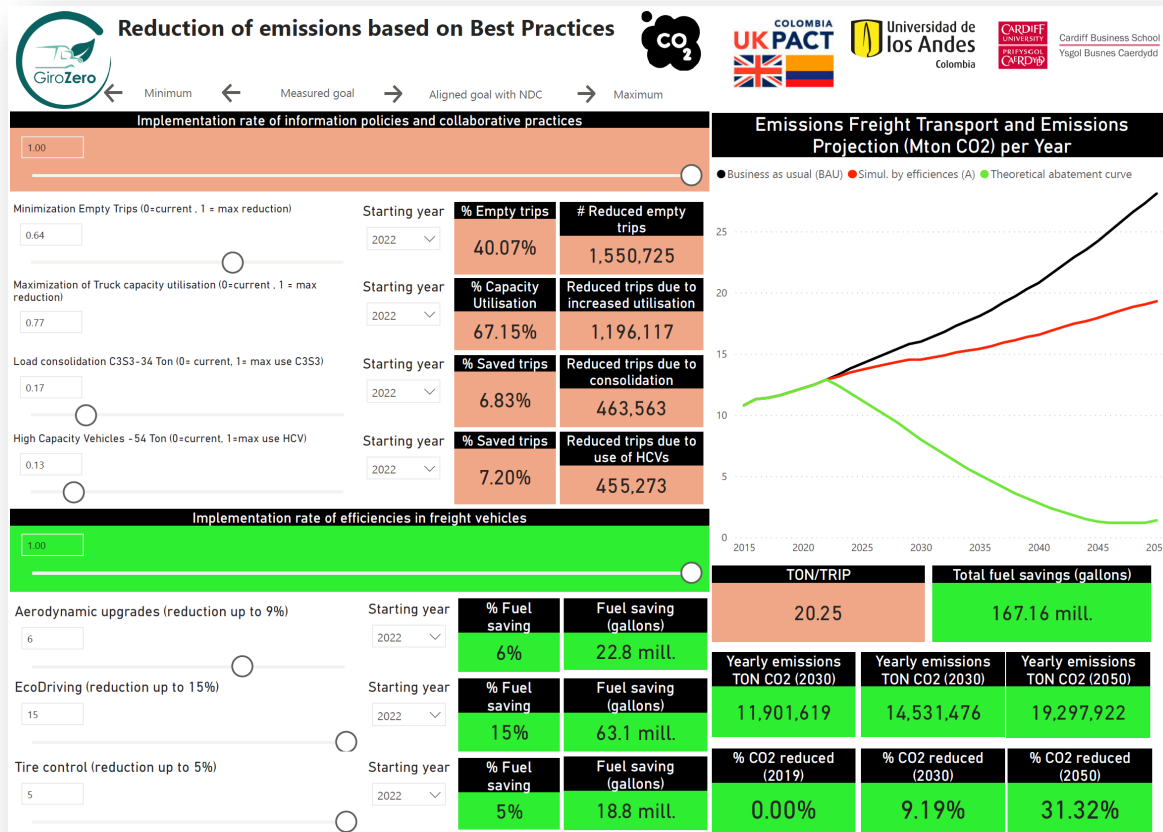 Reduction of emissions based on Best Practices
GiroZero
CO2
COLOMBIA
UKPACT
Universidad de
los Andes
Colombia
CARDIFF
UNIVERSITY
PRIFYSGOL
CAERDYDD
Cardiff Business School
Ysgol Busnes Caerdydd
Minimum
Measured goal
Aligned goal with NDC
Maximum
Implementation rate of information policies and collaborative practices
1.00
Minimization Empty Trips (0=current , 1 = max reduction)
0.64
Starting year
2022
% Empty trips
40.07%
# Reduced empty
trips
1,550,725
Maximization of Truck capacity utilisation (0=current , 1 = max
reduction)
0.77
Starting year
2022
% Capacity
Utilisation
67.15%
Reduced trips due to
increased utilisation
1,196,117
Load consolidation C3S3-34 Ton (0= current, 1= max use C3S3)
0.17
Starting year
2022
% Saved trips
6.83%
Reduced trips due to
consolidation
463,563
High Capacity Vehicles -54 Ton (0=current, 1=max use HCV)
0.13
Starting year
2022
% Saved trips
7.20%
Reduced trips due to
use of HCVs
455,273
Implementation rate of efficiencies in freight vehicles
1.00
Aerodynamic upgrades (reduction up to 9%)
6
Starting year
2022
% Fuel
saving
6%
Fuel saving
(gallons)
22.8 mill.
EcoDriving (reduction up to 15%)
15
Starting year
2022
% Fuel
saving
15%
Fuel saving
(gallons)
63.1 mill.
Tire control (reduction up to 5%)
5
Starting year
2022
% Fuel
saving
5%
Fuel saving
(gallons)
18.8 mill.
Emissions Freight Transport and Emissions
Projection (Mton CO2) per Year
Business as usual (BAU) Simul. by efficiences (A) Theoretical abatement curve
25
20
15
10
5
0
2015 2020 2025 2030 2035 2040 2045 205
TON/TRIP
20.25
Total fuel savings (gallons)
167.16 mill.
Yearly emissions
TON CO2 (2030)
11,901,619
Yearly emissions
TON CO2 (2030)
14,531,476
Yearly emissions
TON CO2 (2050)
19,297,922
% CO2 reduced
(2019)
0.00%
% CO2 reduced
(2030)
9.19%
% CO2 reduced
(2050)
31.32%